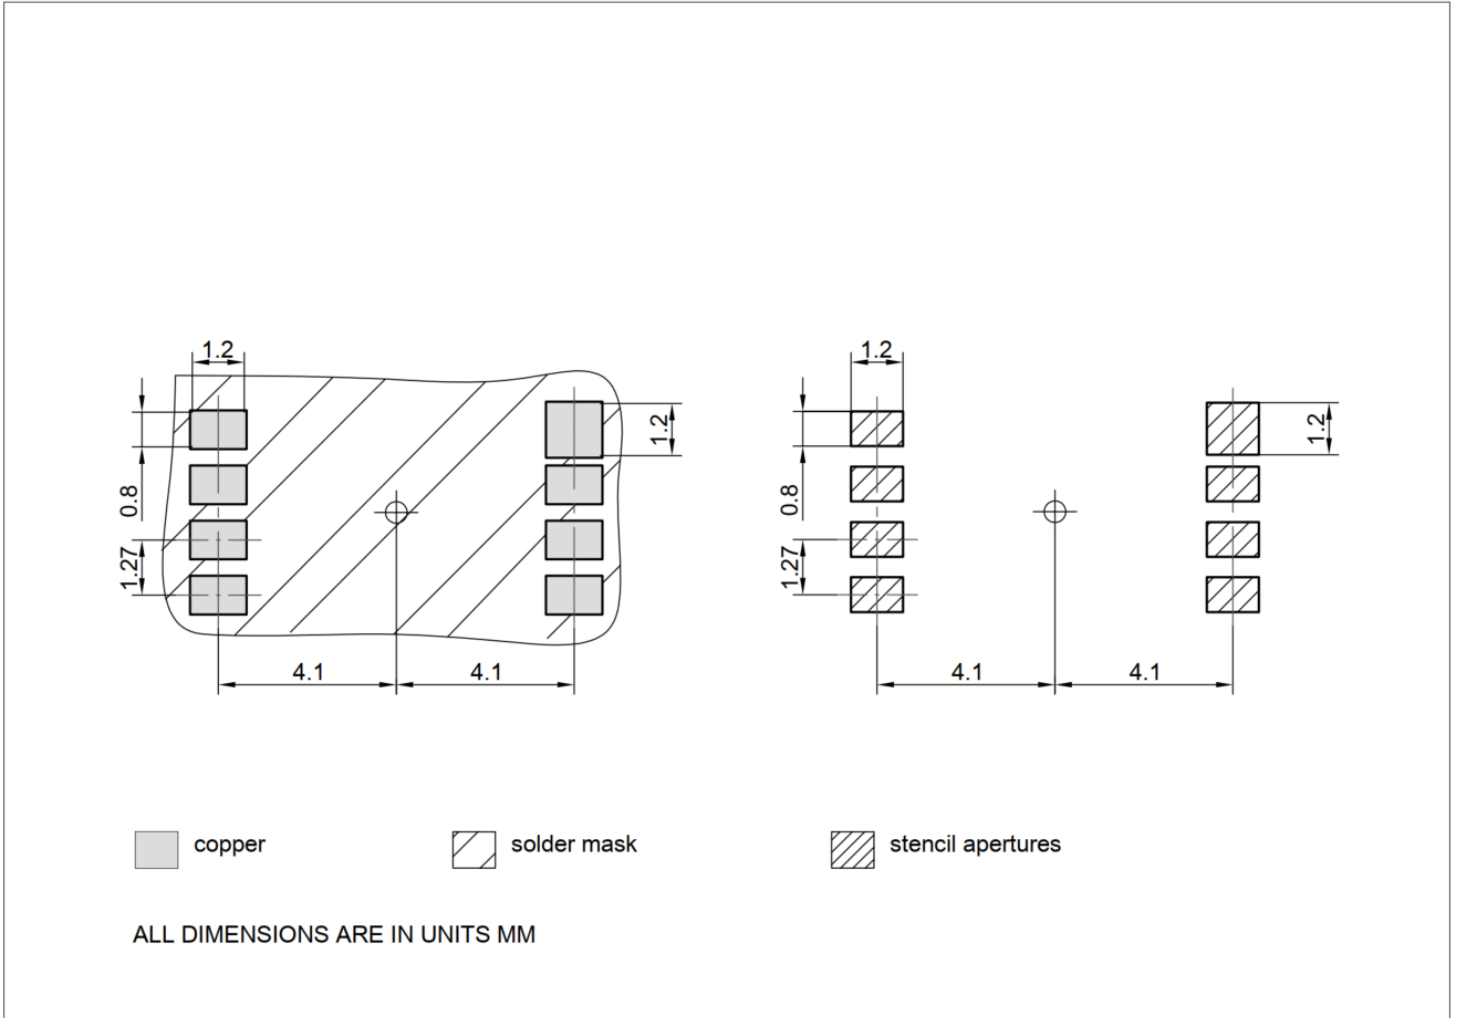 1.2
1.2
0.8
1.27
4.1 4.1
1.2
1.2
0.8
1.27
4.1 4.1
copper
solder mask
stencil apertures
ALL DIMENSIONS ARE IN UNITS MM